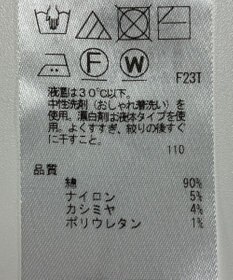 F
W
F23T
液温は30℃以下。
中性洗剤（おしゃれ着洗い）を
使用。漂白剤は液体タイプを使
用。よくすすぎ、絞りの後すぐ
に干すこと。
110
品質
綿 90%
ナイロン 5%
カシミヤ 4%
ポリウレタン 1%